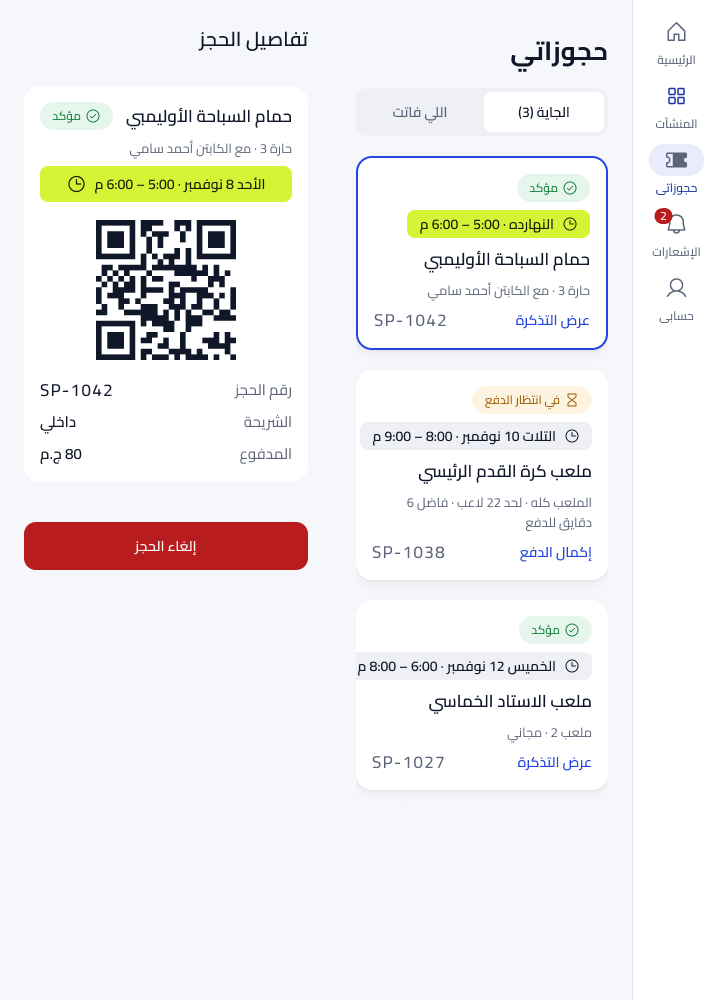 الرئيسية
المنشآت
حجوزاتي
2
الإشعارات
حسابي
حجوزاتي
الجاية (3)
اللي فاتت
مؤكد
النهارده · 5:00 – 6:00 م
حمام السباحة الأوليمبي
حارة 3 · مع الكابتن أحمد سامي
عرض التذكرة
SP-1042
في انتظار الدفع
التلات 10 نوفمبر · 8:00 – 9:00 م
ملعب كرة القدم الرئيسي
الملعب كله · لحد 22 لاعب · فاضل 6
دقايق للدفع
إكمال الدفع
SP-1038
مؤكد
الخميس 12 نوفمبر · 6:00 – 8:00 م
ملعب الاستاد الخماسي
ملعب 2 · مجاني
عرض التذكرة
SP-1027
تفاصيل الحجز
حمام السباحة الأوليمبي
مؤكد
حارة 3 · مع الكابتن أحمد سامي
الأحد 8 نوفمبر · 5:00 – 6:00 م
رقم الحجز
SP-1042
الشريحة
داخلي
المدفوع
80 ج.م
إلغاء الحجز